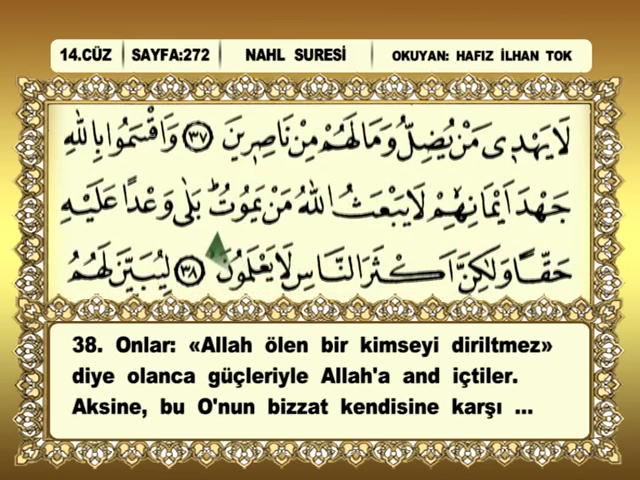 14.CÜZ SAYFA:272 NAHL SURESİ OKUYAN: HAFIZ İLHAN TOK
لَا يَهْدِي مَنْ يُضِلُّ وَمَا لَهُمْ مِنْ نَاصِرِينَ ﴿٣٧﴾ وَاَقْسَمُوا بِاللّٰهِ
جَهْدَ اَيْمَانِهِمْ لَا يَبْعَثُ اللّٰهُ مَنْ يَمُوتُ ۜ بَلٰى وَعْدًا عَلَيْهِ
حَقًّا وَلٰكِنَّ اَكْثَرَ النَّاسِ لَا يَعْلَمُونَ ﴿٣٨﴾ لِيُبَيِّنَ لَهُمُ
38. Onlar: «Allah ölen bir kimseyi diriltmez»
diye olanca güçleriyle Allah'a and içtiler.
Aksine, bu O'nun bizzat kendisine karşı ...